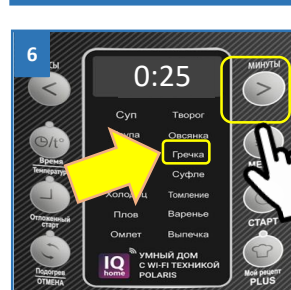 6
МИНУТЫ
0:25
Суп
Творог
Овсянка
Гречка
Время
Температура
Суфле
Томление
Отложенный
старт
СТАРТ
Плов
Варенье
Омлет
Выпечка
Подогрев
ОТМЕНА
IQ
home
УМНЫЙ ДОМ
С WI-FI ТЕХНИКОЙ
POLARIS
Мой рецепт
PLUS